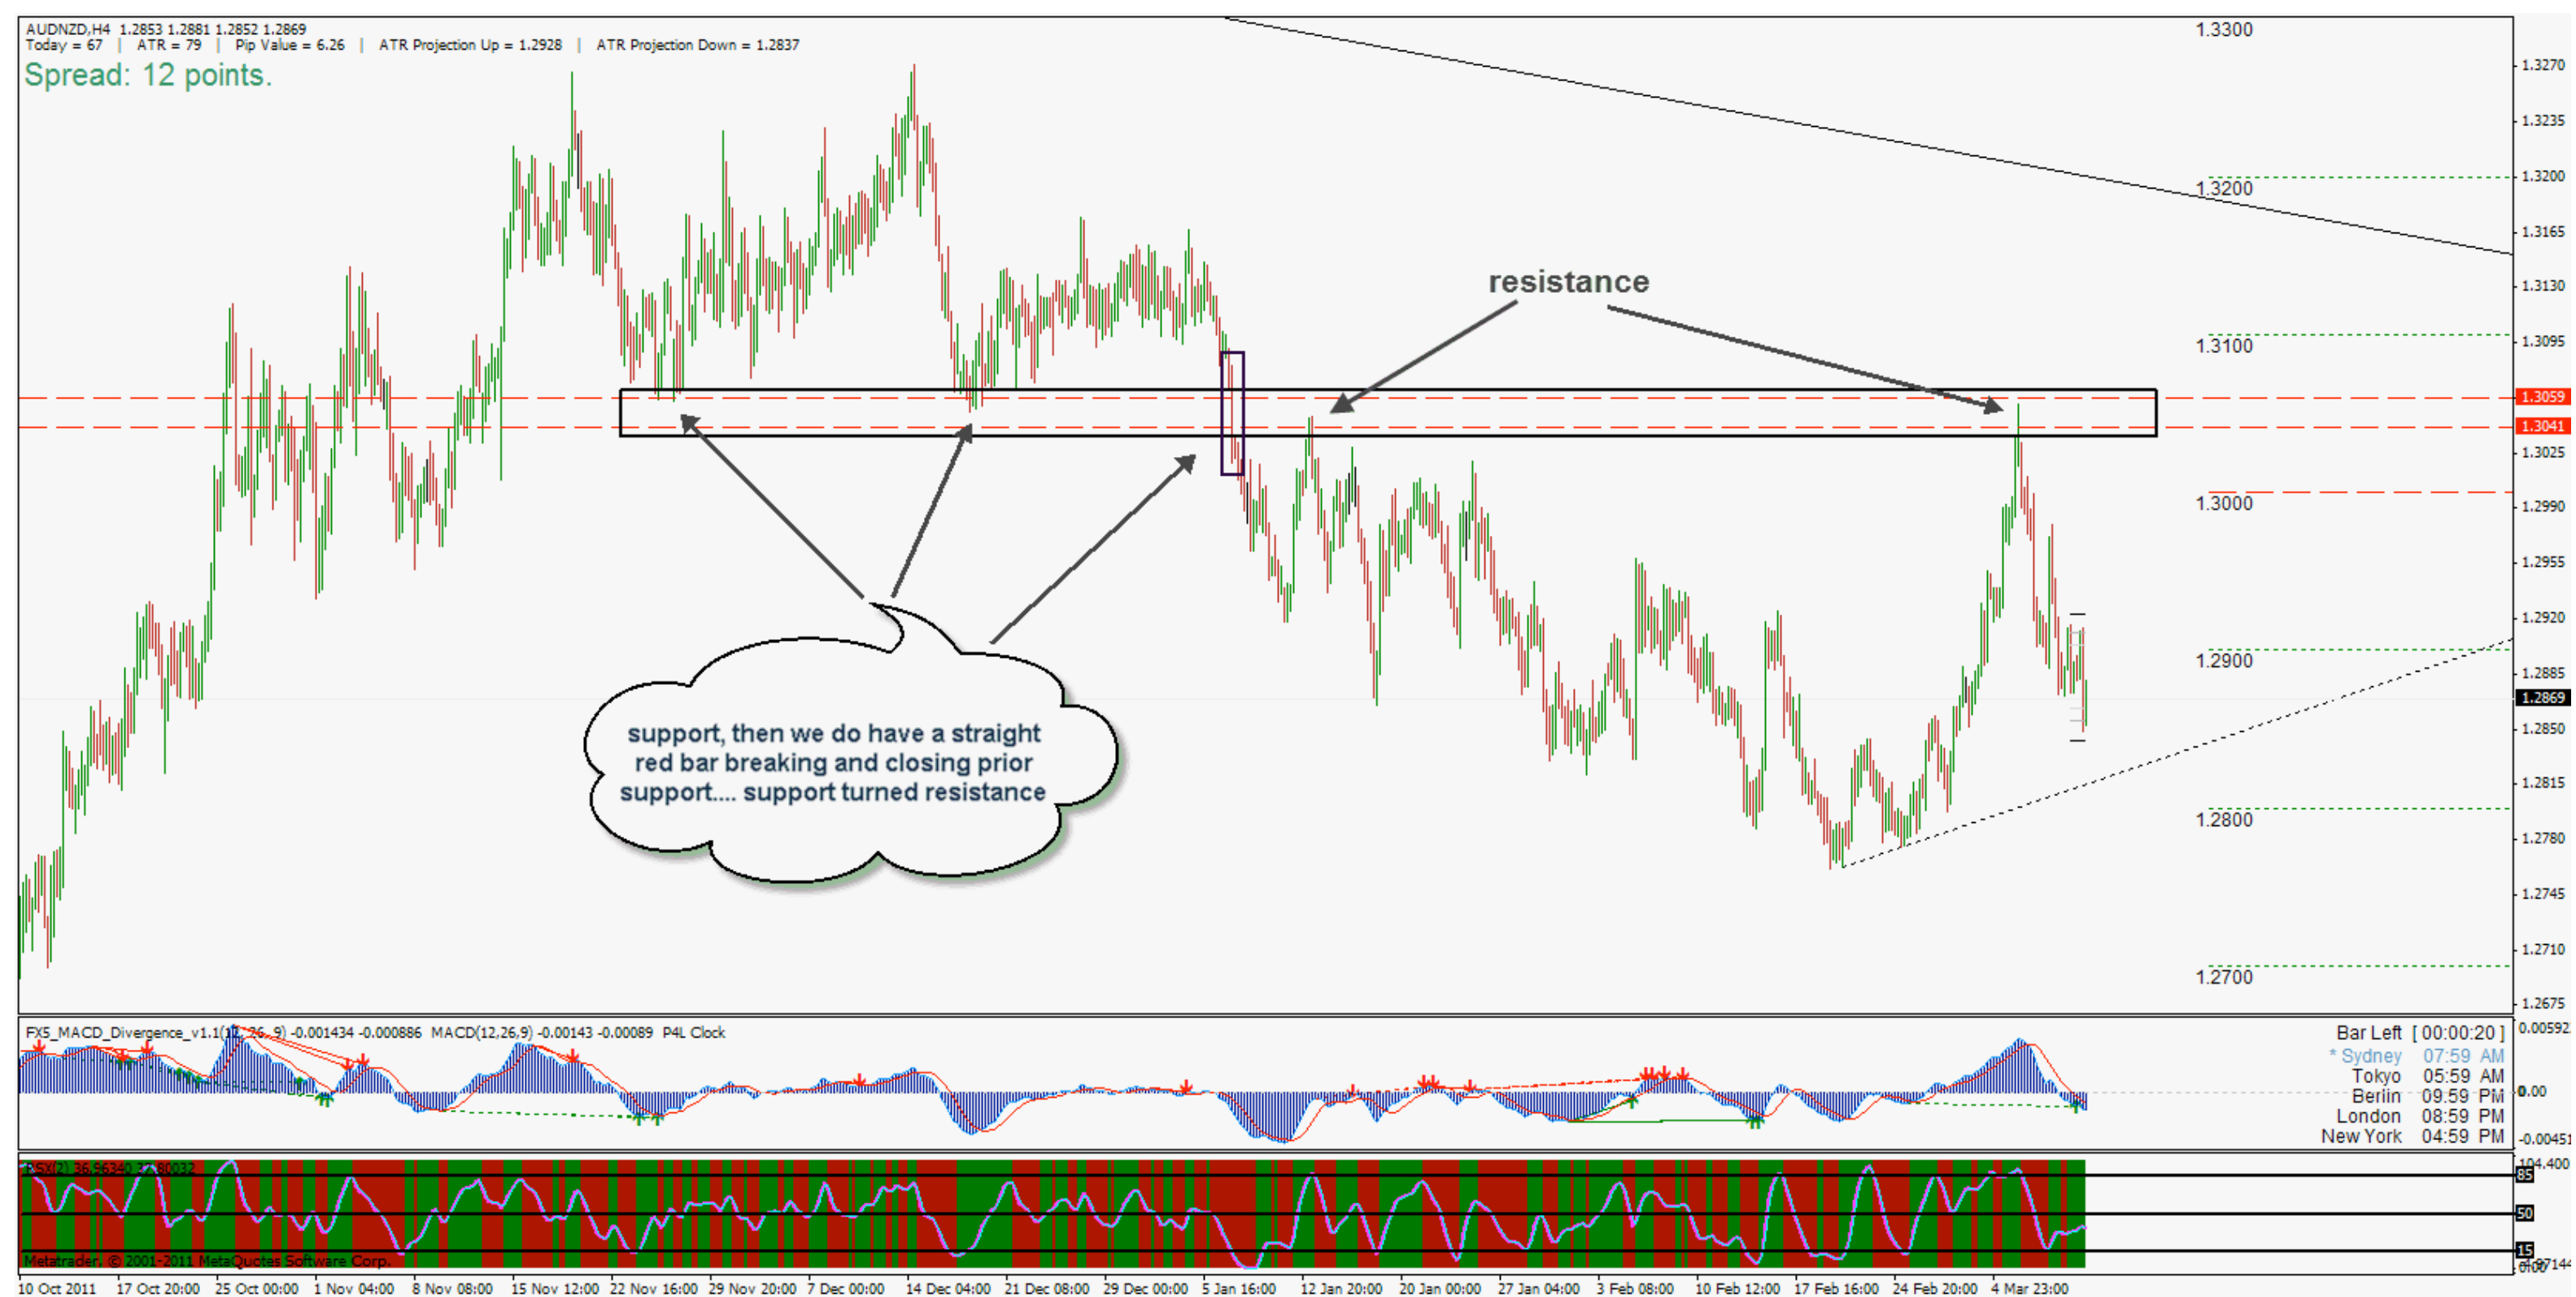 AUDNZD,H4 1.2853 1.2881 1.2852 1.2869
Today = 67 | ATR = 79 | Pip Value = 6.26 | ATR Projection Up = 1.2928 | ATR Projection Down = 1.2837
Spread: 12 points.
1.3300
1.3270
1.3235
1.3200
1.3200
1.3165
resistance
1.3130
1.3100
1.3095
1.3059
1.3041
1.3025
1.3000
1.2990
1.2955
1.2920
1.2900
1.2885
1.2869
1.2850
support, then we do have a straight
red bar breaking and closing prior
support.... support turned resistance
1.2815
1.2800
1.2780
1.2745
1.2710
1.2700
1.2675
FX5_MACD_Divergence_v1.1(12, 26, 9) -0.001434 -0.000886 MACD(12,26,9) -0.00143 -0.00089 P4L Clock
Bar Left [ 00:00:20 ]
* Sydney 07:59 AM
Tokyo 05:59 AM
Berlin 09:59 PM
London 08:59 PM
New York 04:59 PM
0.00592
0.00
-0.00451
RSX(2) 36.96340 37.80032
104.400
85
50
15
Metatrader, © 2001-2011 MetaQuotes Software Corp.
10 Oct 2011 17 Oct 20:00 25 Oct 00:00 1 Nov 04:00 8 Nov 08:00 15 Nov 12:00 22 Nov 16:00 29 Nov 20:00 7 Dec 00:00 14 Dec 04:00 21 Dec 08:00 29 Dec 00:00 5 Jan 16:00 12 Jan 20:00 20 Jan 00:00 27 Jan 04:00 3 Feb 08:00 10 Feb 12:00 17 Feb 16:00 24 Feb 20:00 4 Mar 23:00